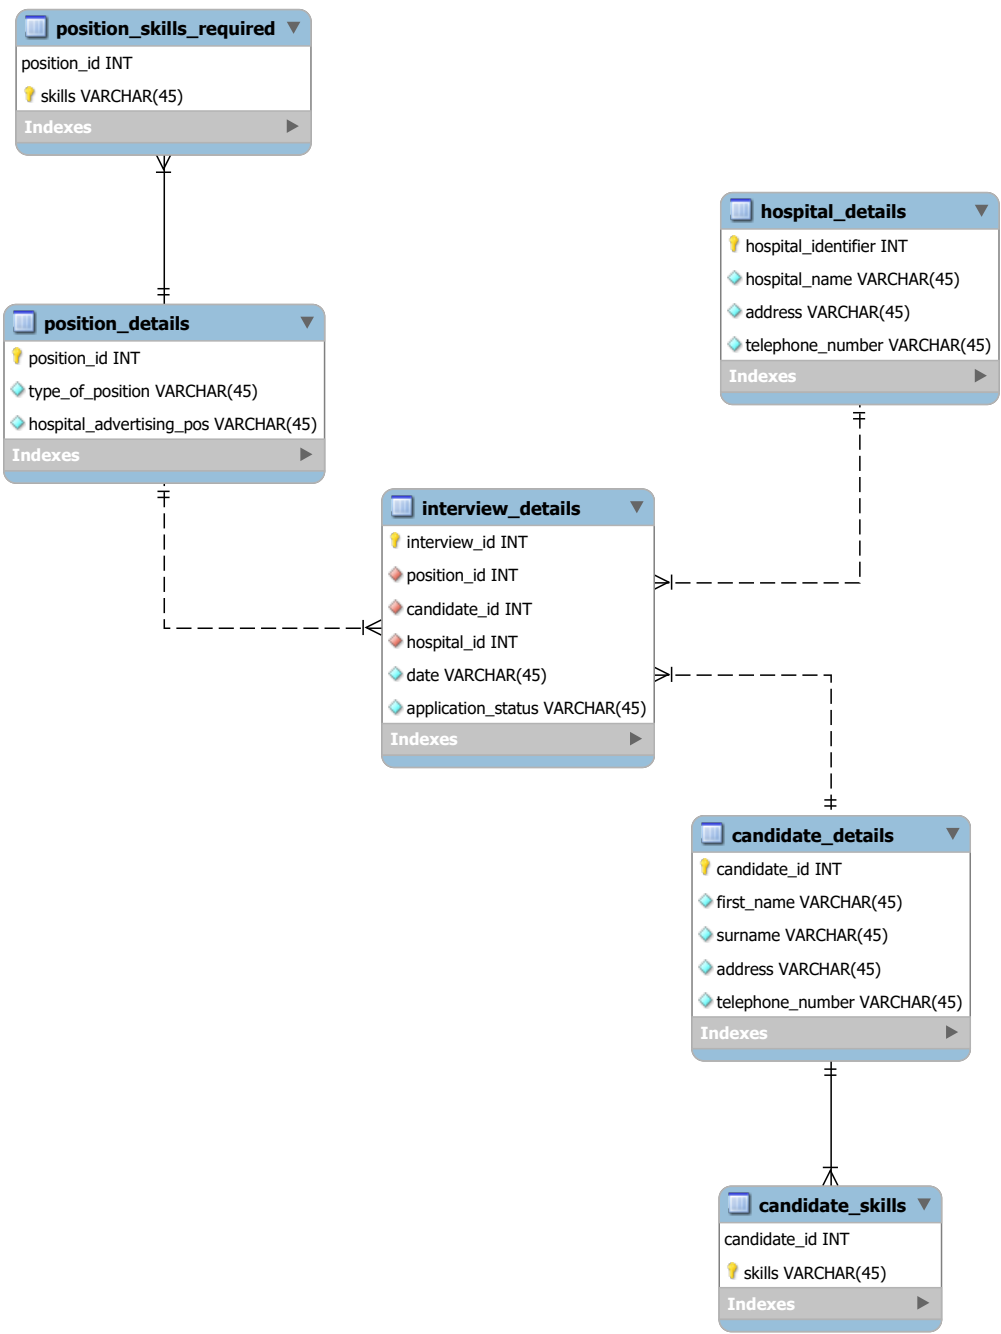 position_skills_required
position_id INT
skills VARCHAR(45)
Indexes
position_details
position_id INT
type_of_position VARCHAR(45)
hospital_advertising_pos VARCHAR(45)
Indexes
hospital_details
hospital_identifier INT
hospital_name VARCHAR(45)
address VARCHAR(45)
telephone_number VARCHAR(45)
Indexes
interview_details
interview_id INT
position_id INT
candidate_id INT
hospital_id INT
date VARCHAR(45)
application_status VARCHAR(45)
Indexes
candidate_details
candidate_id INT
first_name VARCHAR(45)
surname VARCHAR(45)
address VARCHAR(45)
telephone_number VARCHAR(45)
Indexes
candidate_skills
candidate_id INT
skills VARCHAR(45)
Indexes